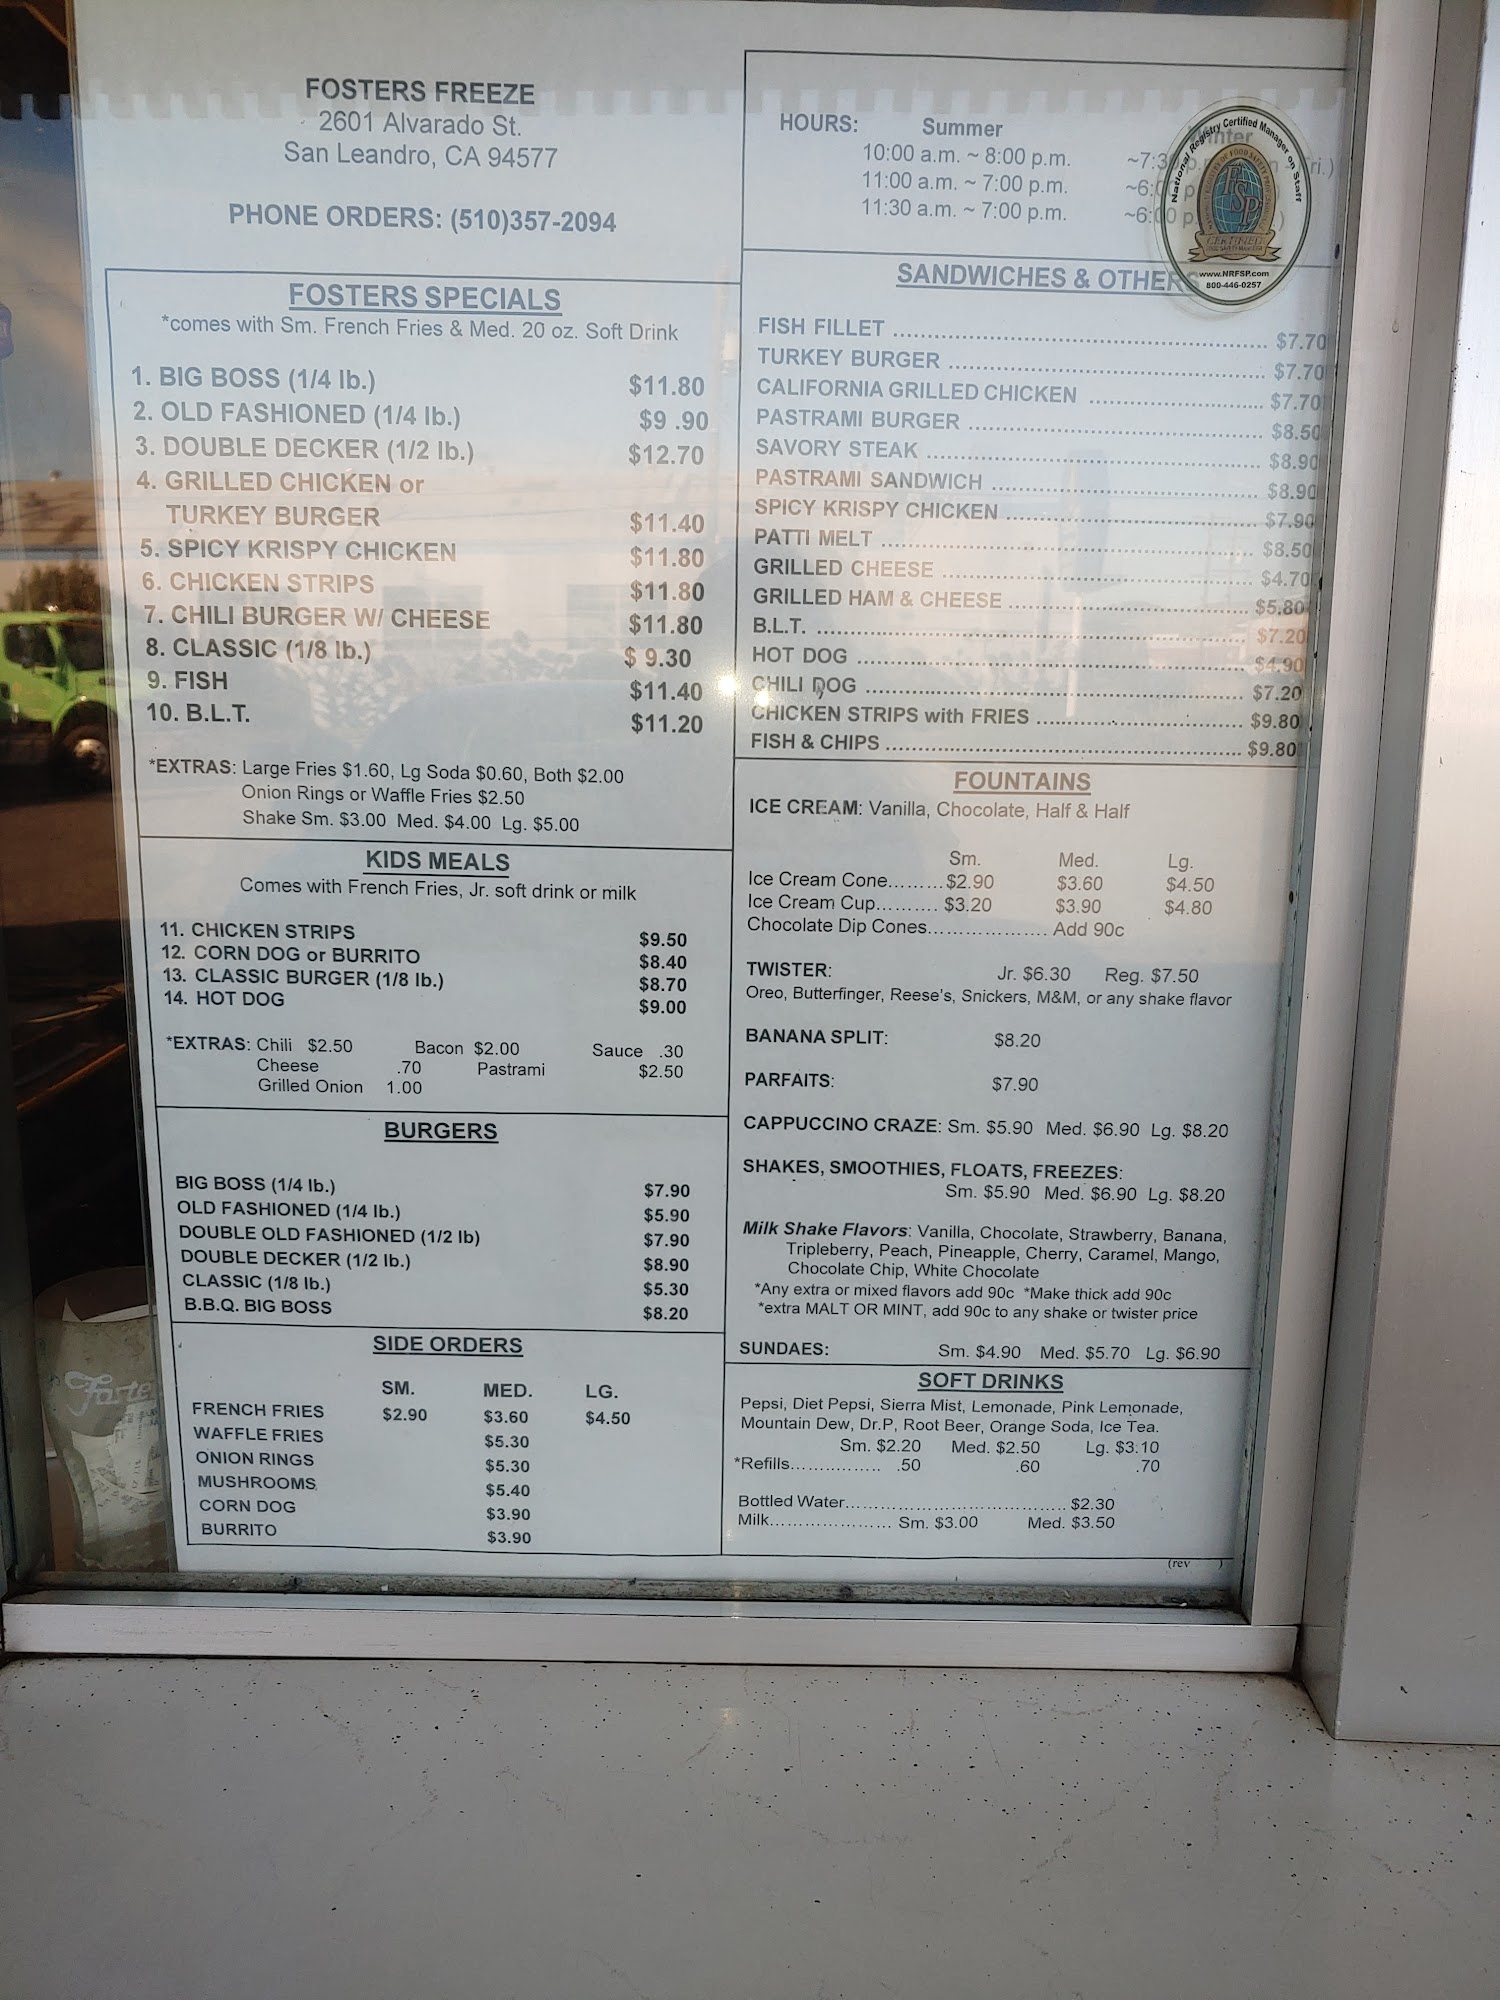 FOSTERS FREEZE
2601 Alvarado St.
San Leandro, CA 94577
PHONE ORDERS: (510)357-2094
FOSTERS SPECIALS
*comes with Sm. French Fries & Med. 20 oz. Soft Drink
1. BIG BOSS (1/4 lb.) $11.80
2. OLD FASHIONED (1/4 lb.) $9 .90
3. DOUBLE DECKER (1/2 lb.) $12.70
4. GRILLED CHICKEN or
TURKEY BURGER $11.40
5. SPICY KRISPY CHICKEN $11.80
6. CHICKEN STRIPS $11.80
7. CHILI BURGER W/ CHEESE $11.80
8. CLASSIC (1/8 lb.) $ 9.30
9. FISH $11.40
10. B.L.T. $11.20
*EXTRAS: Large Fries $1.60, Lg Soda $0.60, Both $2.00
Onion Rings or Waffle Fries $2.50
Shake Sm. $3.00 Med. $4.00 Lg. $5.00
KIDS MEALS
Comes with French Fries, Jr. soft drink or milk
11. CHICKEN STRIPS $9.50
12. CORN DOG or BURRITO $8.40
13. CLASSIC BURGER (1/8 lb.) $8.70
14. HOT DOG $9.00
*EXTRAS: Chili $2.50 Bacon $2.00 Sauce .30
Cheese .70 Pastrami $2.50
Grilled Onion 1.00
BURGERS
BIG BOSS (1/4 lb.) $7.90
OLD FASHIONED (1/4 lb.) $5.90
DOUBLE OLD FASHIONED (1/2 lb) $7.90
DOUBLE DECKER (1/2 lb.) $8.90
CLASSIC (1/8 lb.) $5.30
B.B.Q. BIG BOSS $8.20
SIDE ORDERS
SM. MED. LG.
FRENCH FRIES $2.90 $3.60 $4.50
WAFFLE FRIES $5.30
ONION RINGS $5.30
MUSHROOMS $5.40
CORN DOG $3.90
BURRITO $3.90
HOURS: Summer
10:00 a.m. ~ 8:00 p.m.
11:00 a.m. ~ 7:00 p.m.
11:30 a.m. ~ 7:00 p.m.
National Registry Certified Manager on Staff
FSP
www.NRFSP.com
800-446-0257
SANDWICHES & OTHERS
FISH FILLET ........ $7.70
TURKEY BURGER ........ $7.70
CALIFORNIA GRILLED CHICKEN ........ $7.70
PASTRAMI BURGER ........ $8.50
SAVORY STEAK ........ $8.90
PASTRAMI SANDWICH ........ $8.90
SPICY KRISPY CHICKEN ........ $7.90
PATTI MELT ........ $8.50
GRILLED CHEESE ........ $4.70
GRILLED HAM & CHEESE ........ $5.80
B.L.T. ........ $7.20
HOT DOG ........ $4.90
CHILI DOG ........ $7.20
CHICKEN STRIPS with FRIES ........ $9.80
FISH & CHIPS ........ $9.80
FOUNTAINS
ICE CREAM: Vanilla, Chocolate, Half & Half
Sm. Med. Lg.
Ice Cream Cone......... $2.90 $3.60 $4.50
Ice Cream Cup.......... $3.20 $3.90 $4.80
Chocolate Dip Cones.................... Add 90c
TWISTER: Jr. $6.30 Reg. $7.50
Oreo, Butterfinger, Reese's, Snickers, M&M, or any shake flavor
BANANA SPLIT: $8.20
PARFAITS: $7.90
CAPPUCCINO CRAZE: Sm. $5.90 Med. $6.90 Lg. $8.20
SHAKES, SMOOTHIES, FLOATS, FREEZES:
Sm. $5.90 Med. $6.90 Lg. $8.20
Milk Shake Flavors: Vanilla, Chocolate, Strawberry, Banana,
Tripleberry, Peach, Pineapple, Cherry, Caramel, Mango,
Chocolate Chip, White Chocolate
*Any extra or mixed flavors add 90c *Make thick add 90c
*extra MALT OR MINT, add 90c to any shake or twister price
SUNDAES: Sm. $4.90 Med. $5.70 Lg. $6.90
SOFT DRINKS
Pepsi, Diet Pepsi, Sierra Mist, Lemonade, Pink Lemonade,
Mountain Dew, Dr.P, Root Beer, Orange Soda, Ice Tea.
Sm. $2.20 Med. $2.50 Lg. $3.10
*Refills............... .50 .60 .70
Bottled Water...................................... $2.30
Milk..................... Sm. $3.00 Med. $3.50
(rev )